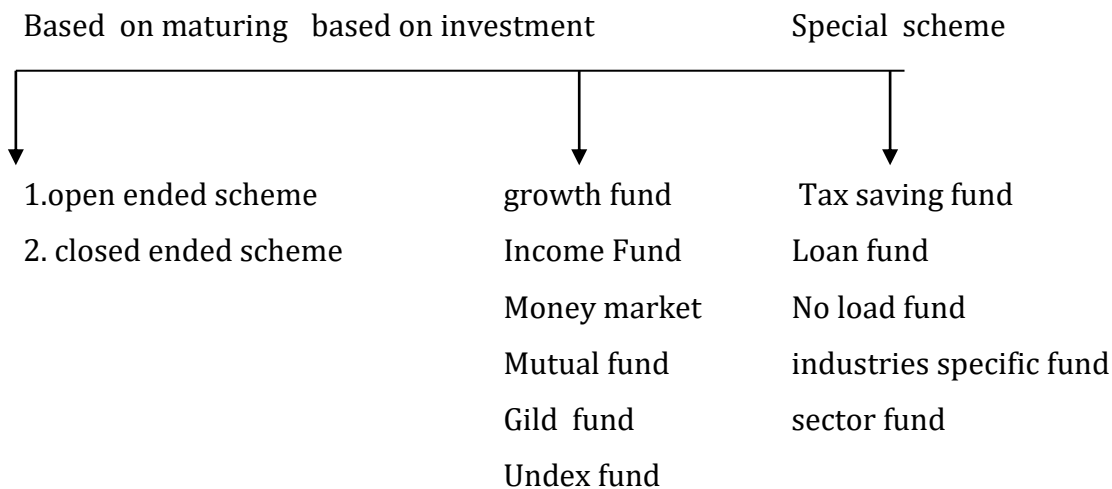 Based on maturing based on investment Special scheme
1.open ended scheme growth fund Tax saving fund
2. closed ended scheme Income Fund Loan fund
Money market No load fund
Mutual fund industries specific fund
Gild fund sector fund
Undex fund